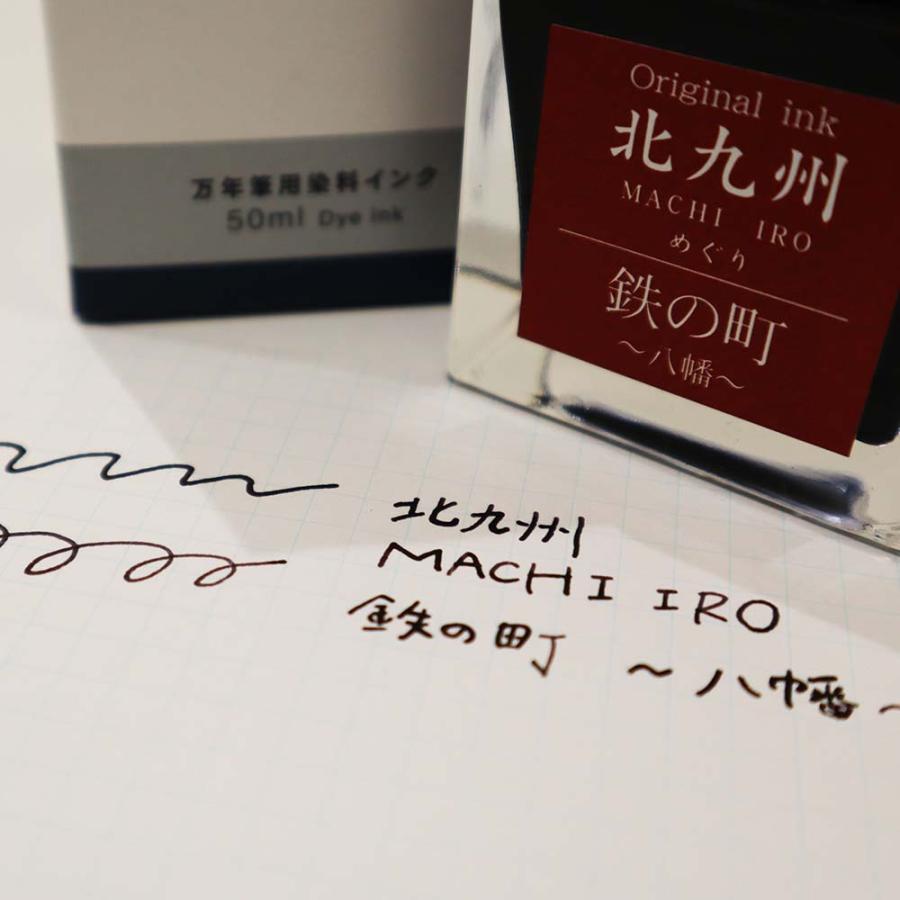 万年筆用染料インク
50ml Dye ink
Original ink
北九州
MACHI IRO
めぐり
鉄の町
～八幡～
北九州
MACHI IRO
鉄の町 ～八幡～